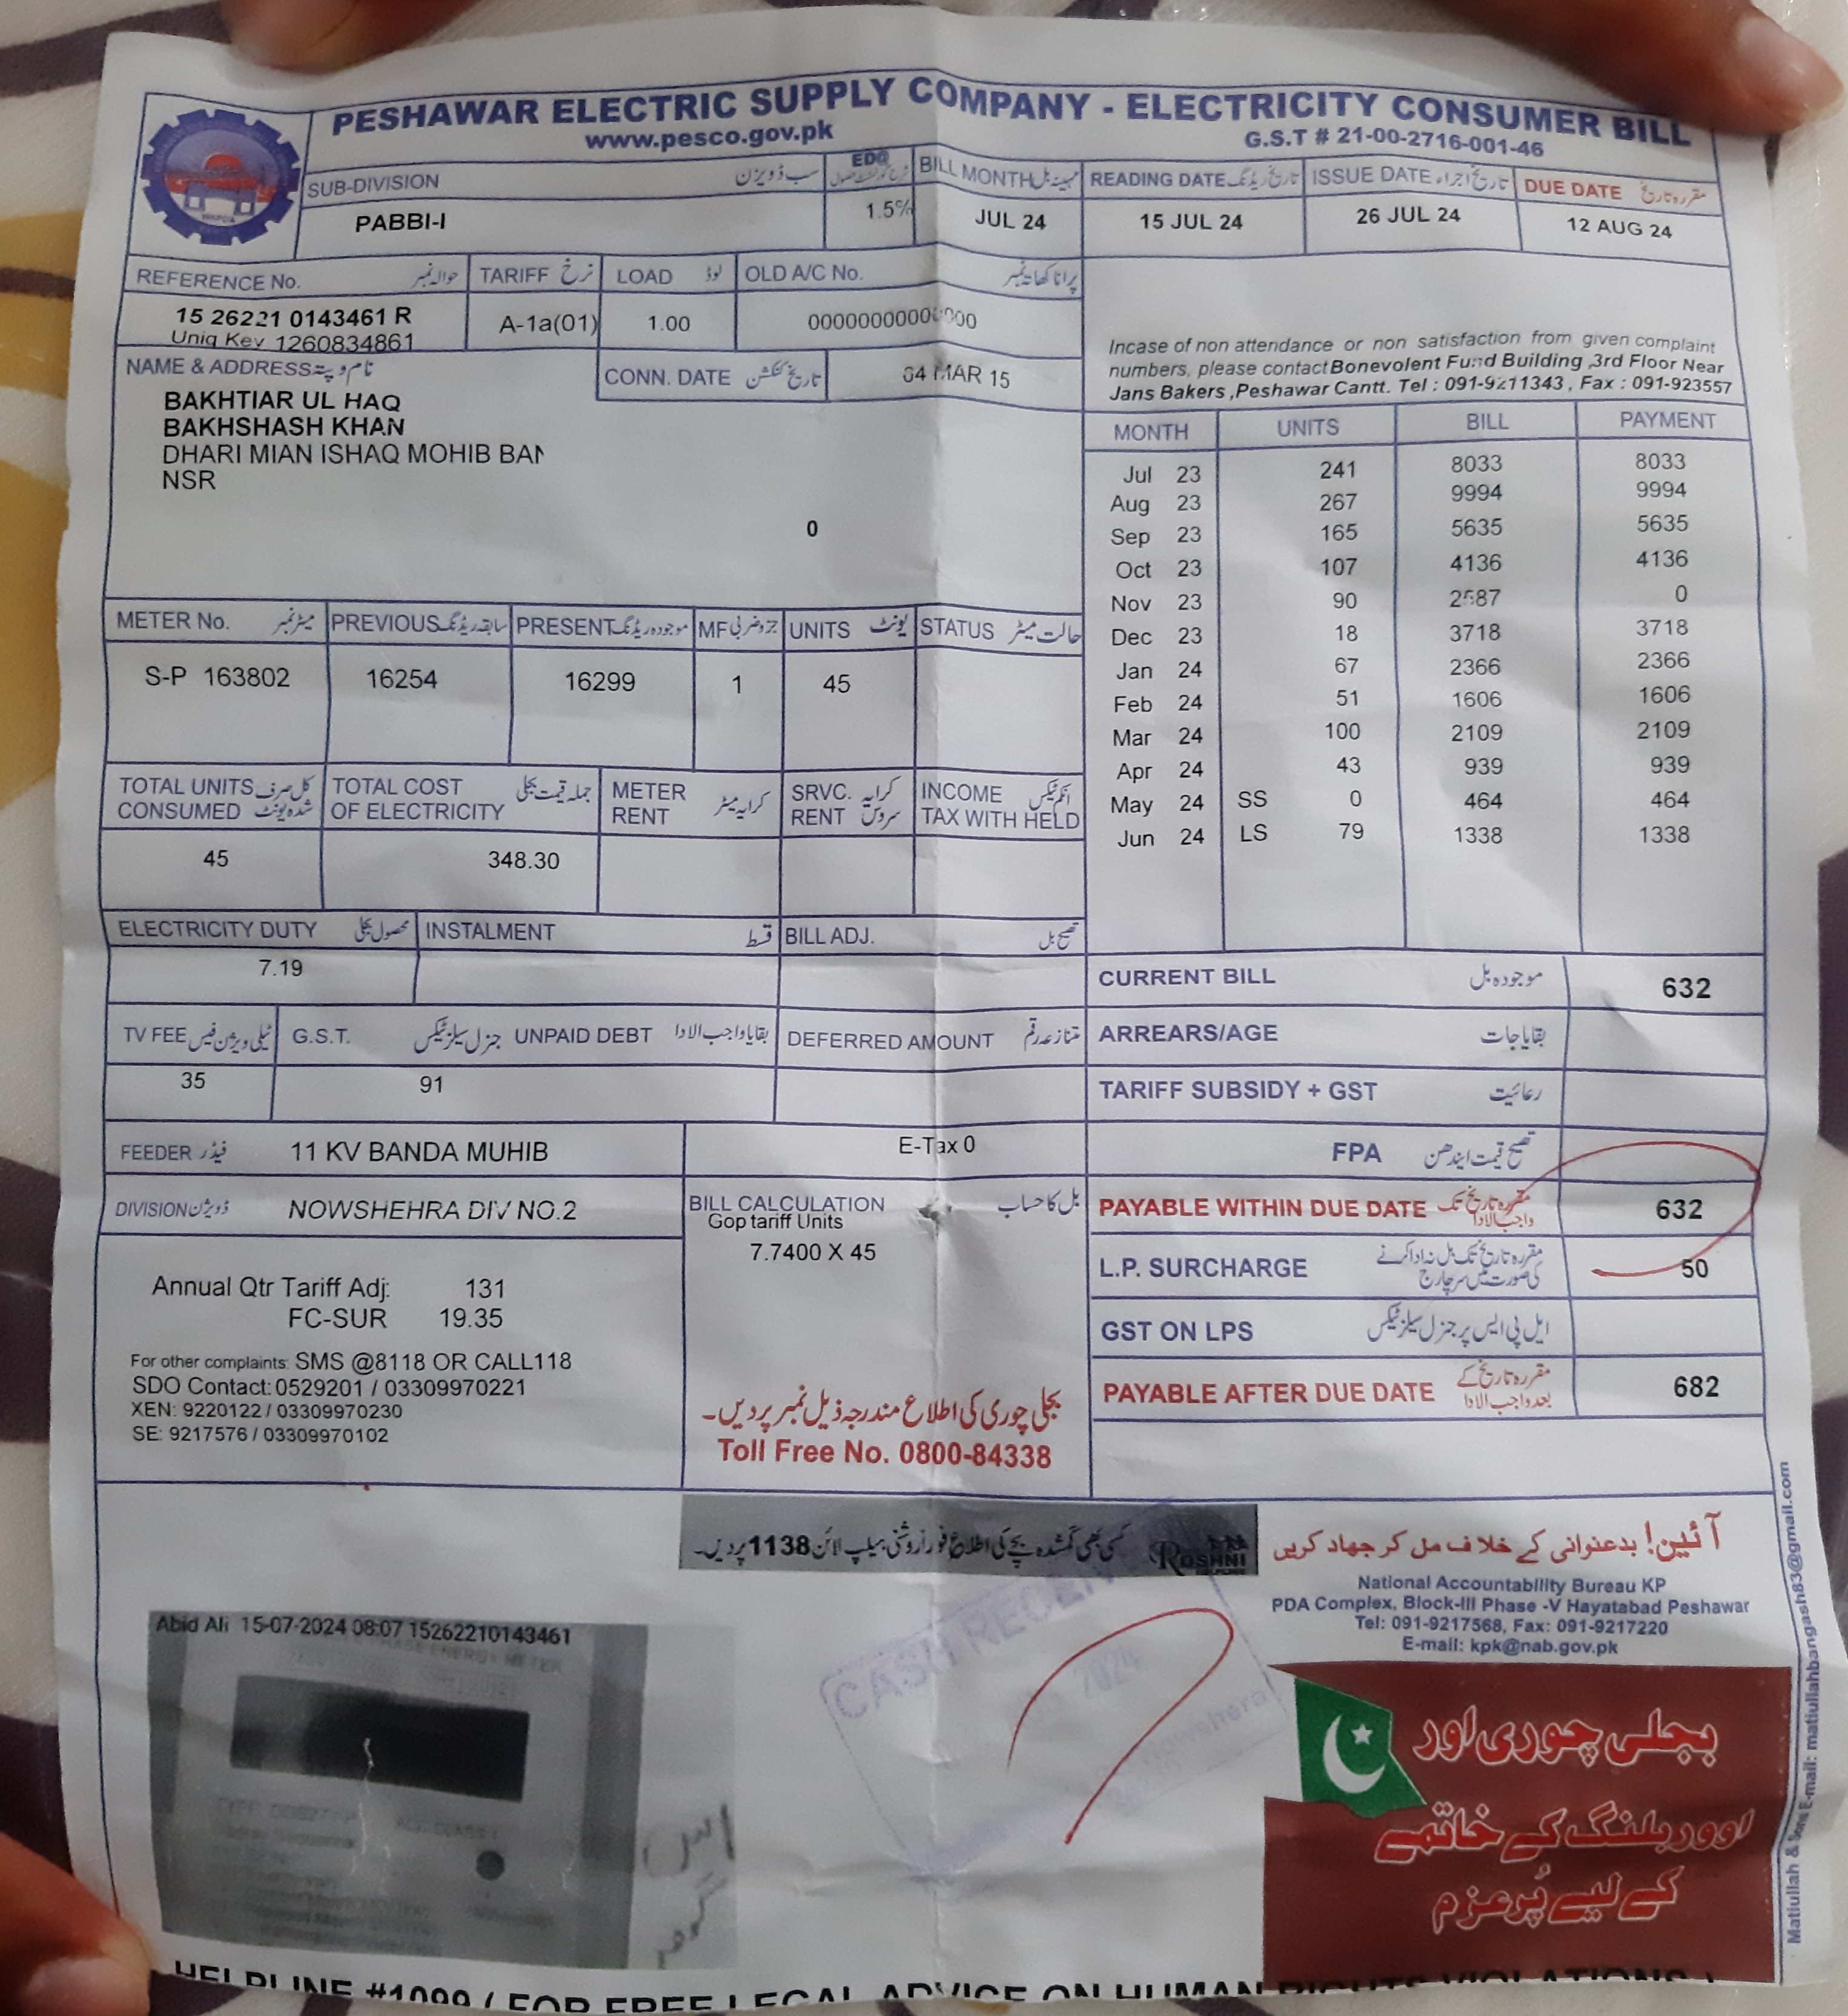 PESHAWAR ELECTRIC SUPPLY COMPANY - ELECTRICITY CONSUMER BILL
www.pesco.gov.pk
G.S.T # 21-00-2716-001-46
SUB-DIVISION سب ڈویژن
PABBI-I
ED@
1.5%
BILL MONTH مہینہ بل
JUL 24
READING DATE تاریخ ریڈنگ
15 JUL 24
ISSUE DATE تاریخ اجراء
26 JUL 24
DUE DATE مقررہ تاریخ
12 AUG 24
REFERENCE No. حوالہ نمبر
15 26221 0143461 R
Uniq Key 1260834861
TARIFF نرخ
A-1a(01)
LOAD لوڈ
1.00
OLD A/C No. پرانا کھاتہ نمبر
NAME & ADDRESS نام و پتہ
CONN. DATE تاریخ کنکشن
04 MAR 15
BAKHTIAR UL HAQ
BAKHSHASH KHAN
DHARI MIAN ISHAQ MOHIB BAN
NSR
0
Incase of non attendance or non satisfaction from given complaint
numbers, please contact Bonevolent Fund Building ,3rd Floor Near
Jans Bakers ,Peshawar Cantt. Tel : 091-9211343 , Fax : 091-923557
MONTH UNITS BILL PAYMENT
Jul 23 241 8033 8033
Aug 23 267 9994 9994
Sep 23 165 5635 5635
Oct 23 107 4136 4136
Nov 23 90 2587 0
Dec 23 18 3718 3718
Jan 24 67 2366 2366
Feb 24 51 1606 1606
Mar 24 100 2109 2109
Apr 24 43 939 939
May 24 SS 0 464 464
Jun 24 LS 79 1338 1338
METER No. میٹر نمبر
S-P 163802
PREVIOUS سابقہ ریڈنگ
16254
PRESENT موجودہ ریڈنگ
16299
MF جزو ضربی
1
UNITS یونٹ
45
STATUS حالت میٹر
TOTAL UNITS CONSUMED کل صرف شدہ یونٹ
45
TOTAL COST OF ELECTRICITY جملہ قیمت بجلی
348.30
METER RENT کرایہ میٹر
SRVC. RENT کرایہ سروس
INCOME TAX WITH HELD انکم ٹیکس
ELECTRICITY DUTY محصول بجلی
7.19
INSTALMENT قسط
BILL ADJ. تصحیح بل
TV FEE ٹیلی ویژن فیس
35
G.S.T. جنرل سیلز ٹیکس
91
UNPAID DEBT بقایا واجب الادا
DEFERRED AMOUNT متنازعہ رقم
CURRENT BILL موجودہ بل 632
ARREARS/AGE بقایا جات
TARIFF SUBSIDY + GST رعائیت
FPA تصحیح قیمت ایندھن
PAYABLE WITHIN DUE DATE مقررہ تاریخ تک واجب الادا 632
L.P. SURCHARGE مقررہ تاریخ تک بل نہ ادا کرنے کی صورت میں سرچارج 50
GST ON LPS ایل پی ایس پر جنرل سیلز ٹیکس
PAYABLE AFTER DUE DATE مقررہ تاریخ کے بعد واجب الادا 682
FEEDER فیڈر 11 KV BANDA MUHIB
E-Tax 0
DIVISION ڈویژن NOWSHEHRA DIV NO.2
BILL CALCULATION بل کا حساب
Gop tariff Units
7.7400 X 45
Annual Qtr Tariff Adj: 131
FC-SUR 19.35
For other complaints: SMS @8118 OR CALL118
SDO Contact: 0529201 / 03309970221
XEN: 9220122 / 03309970230
SE: 9217576 / 03309970102
بجلی چوری کی اطلاع مندرجہ ذیل نمبر پر دیں۔
Toll Free No. 0800-84338
کسی بھی گمشدہ بچے کی اطلاع فوراً روشنی ہیلپ لائن 1138 پر دیں۔
ROSHNI
آئین! بدعنوانی کے خلاف مل کر جہاد کریں
National Accountability Bureau KP
PDA Complex, Block-III Phase -V Hayatabad Peshawar
Tel: 091-9217568, Fax: 091-9217220
E-mail: kpk@nab.gov.pk
Abid Ali 15-07-2024 08:07 15262210143461
CASH RECEIVED
2024
Nowshera
بجلی چوری اور
اوور بلنگ کے خاتمے
کے لیے پُرعزم
Matiullah & Sons E-mail: matiullahbangash83@gmail.com
HELPLINE #1099 ( FOR FREE LEGAL ADVICE ON HUMAN RIGHTS VIOLATIONS )